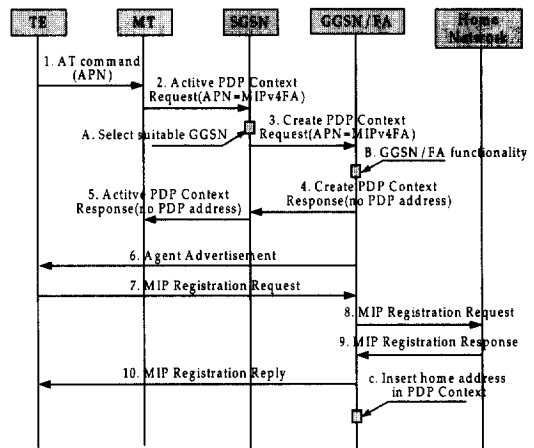 TE
MT
SGSN
GGSN/FA
Home
Network
1. AT command
(APN)
2. Acitve PDP Context
Request(APN=MIPv4FA)
A. Select suitable GGSN
3. Create PDP Context
Request(APN=MIPv4FA)
B. GGSN/FA functionality
4. Create PDP Context
Response(no PDP address)
5. Acitve PDP Context
Response(no PDP address)
6. Agent Advertisement
7. MIP Registration Request
8. MIP Registration Request
9. MIP Registration Response
10. MIP Registration Reply
c. Insert home address
in PDP Context